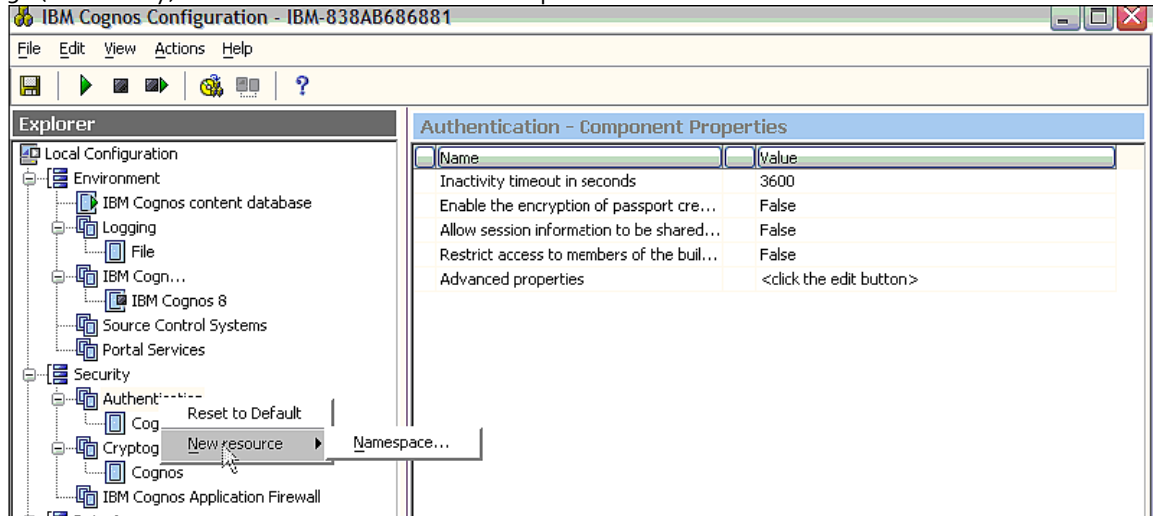 IBM Cognos Configuration - IBM-838AB686881
File Edit View Actions Help
Explorer
Authentication - Component Properties
Local Configuration
Name Value
Environment
Inactivity timeout in seconds 3600
IBM Cognos content database
Enable the encryption of passport cre... False
Logging
Allow session information to be shared... False
File
Restrict access to members of the buil... False
IBM Cogn...
Advanced properties <click the edit button>
IBM Cognos 8
Source Control Systems
Portal Services
Security
Reset to Default
Cog
New resource Namespace...
Cryptog
Cognos
IBM Cognos Application Firewall